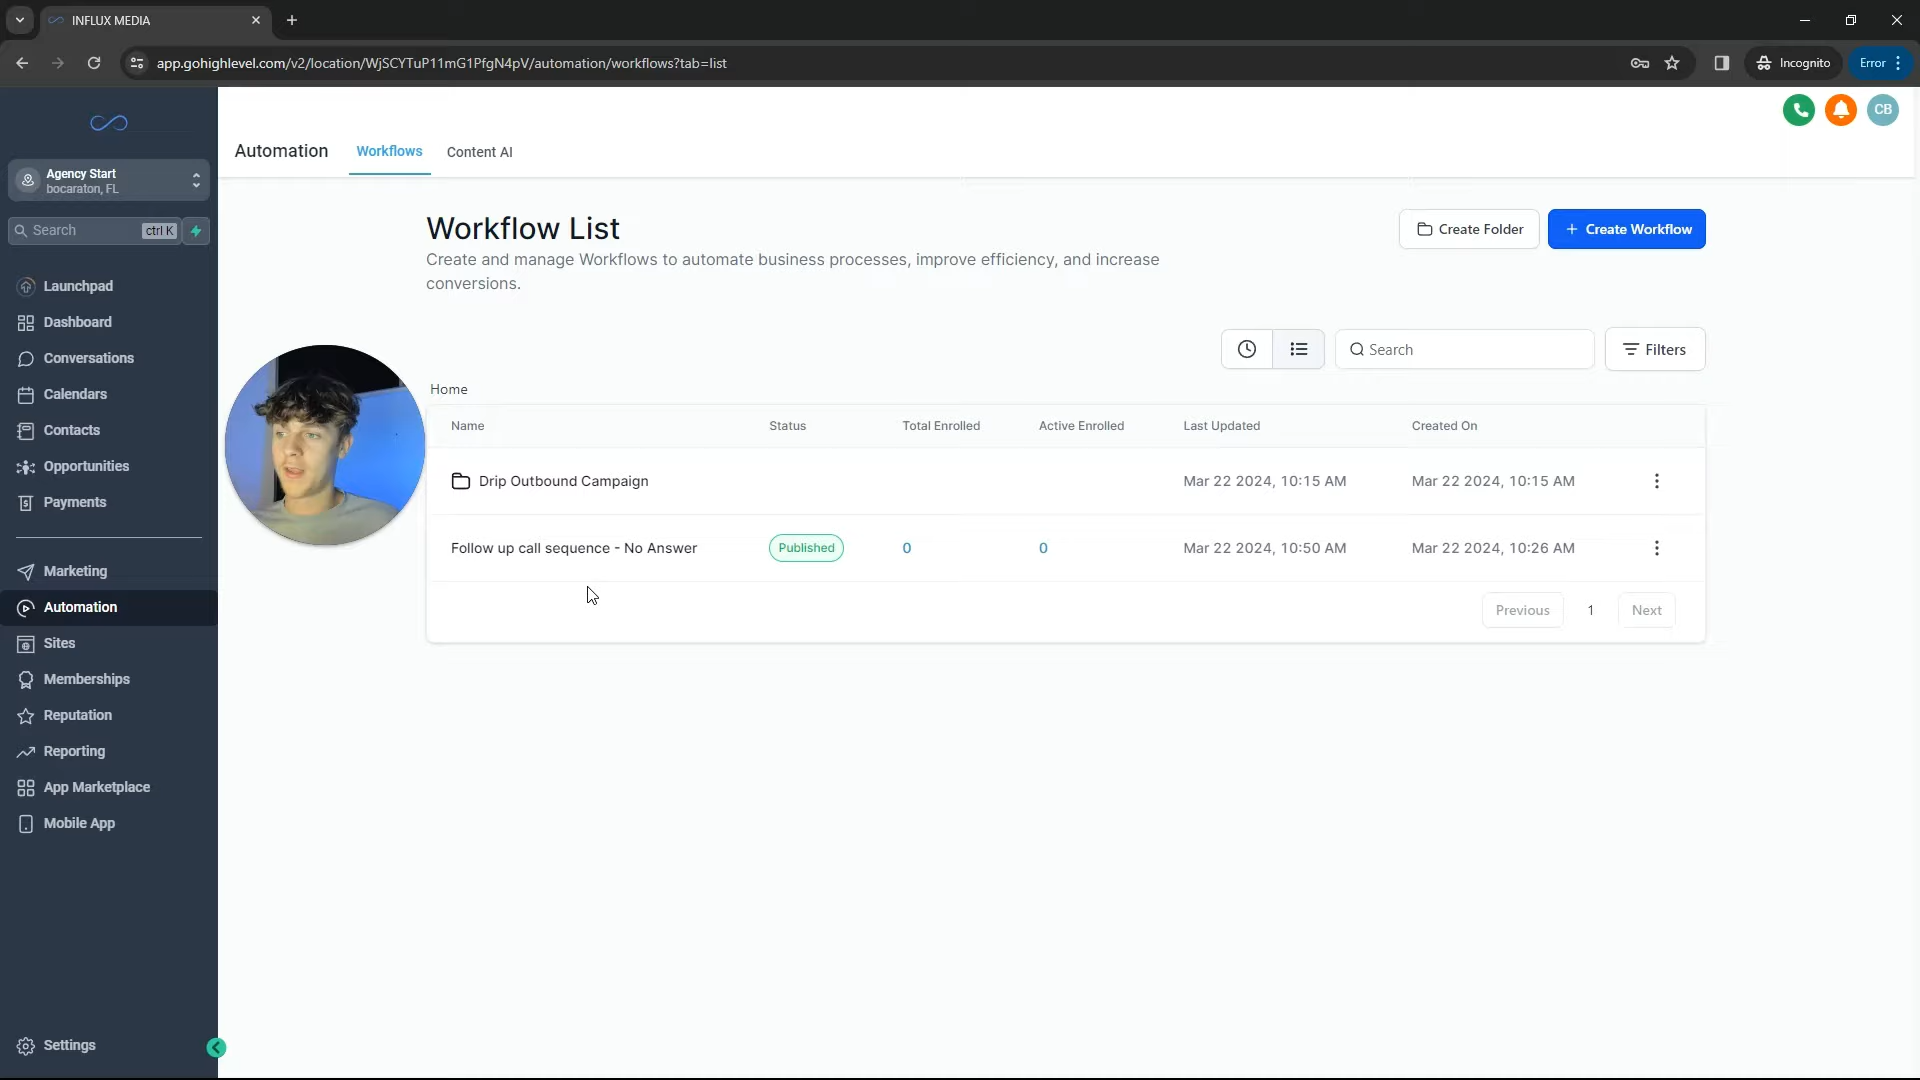 INFLUX MEDIA
app.gohighlevel.com/v2/location/WjSCYTuP11mG1PfgN4pV/automation/workflows?tab=list
Incognito
Error
CB
Agency Start
bocaraton, FL
Search
ctrl K
Launchpad
Dashboard
Conversations
Calendars
Contacts
Opportunities
Payments
Marketing
Automation
Sites
Memberships
Reputation
Reporting
App Marketplace
Mobile App
Settings
Automation
Workflows
Content AI
Workflow List
Create and manage Workflows to automate business processes, improve efficiency, and increase
conversions.
Create Folder
+ Create Workflow
Search
Filters
Home
Name Status Total Enrolled Active Enrolled Last Updated Created On
Drip Outbound Campaign Mar 22 2024, 10:15 AM Mar 22 2024, 10:15 AM
Follow up call sequence - No Answer Published 0 0 Mar 22 2024, 10:50 AM Mar 22 2024, 10:26 AM
Previous 1 Next